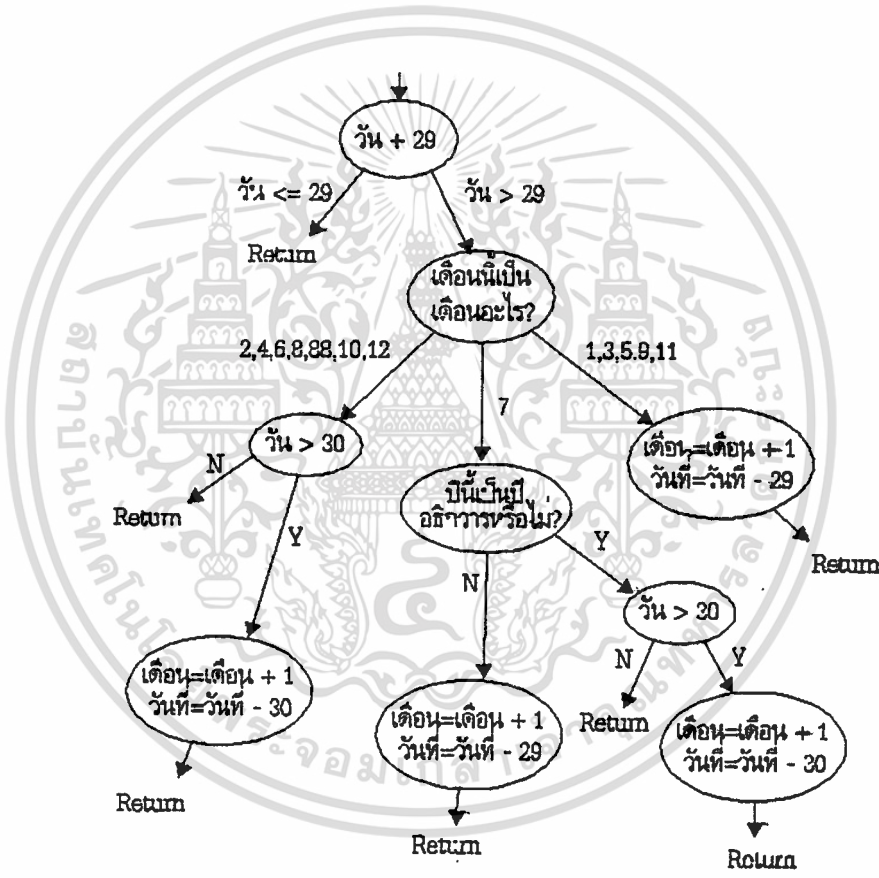 วัน + 29
วัน <= 29
วัน > 29
Return
เดือนนี้เป็น
เดือนอะไร?
2,4,6,8,88,10,12
7
1,3,5.9,11
วัน > 30
N
Return
Y
ปีนี้เป็นปี
อธิกวารหรือไม่?
เดือน=เดือน + 1
วันที่=วันที่ - 29
Return
N
Y
วัน > 30
N
Y
Return
เดือน=เดือน + 1
วันที่=วันที่ - 30
Return
เดือน=เดือน + 1
วันที่=วันที่ - 29
Return
เดือน=เดือน + 1
วันที่=วันที่ - 30
Return